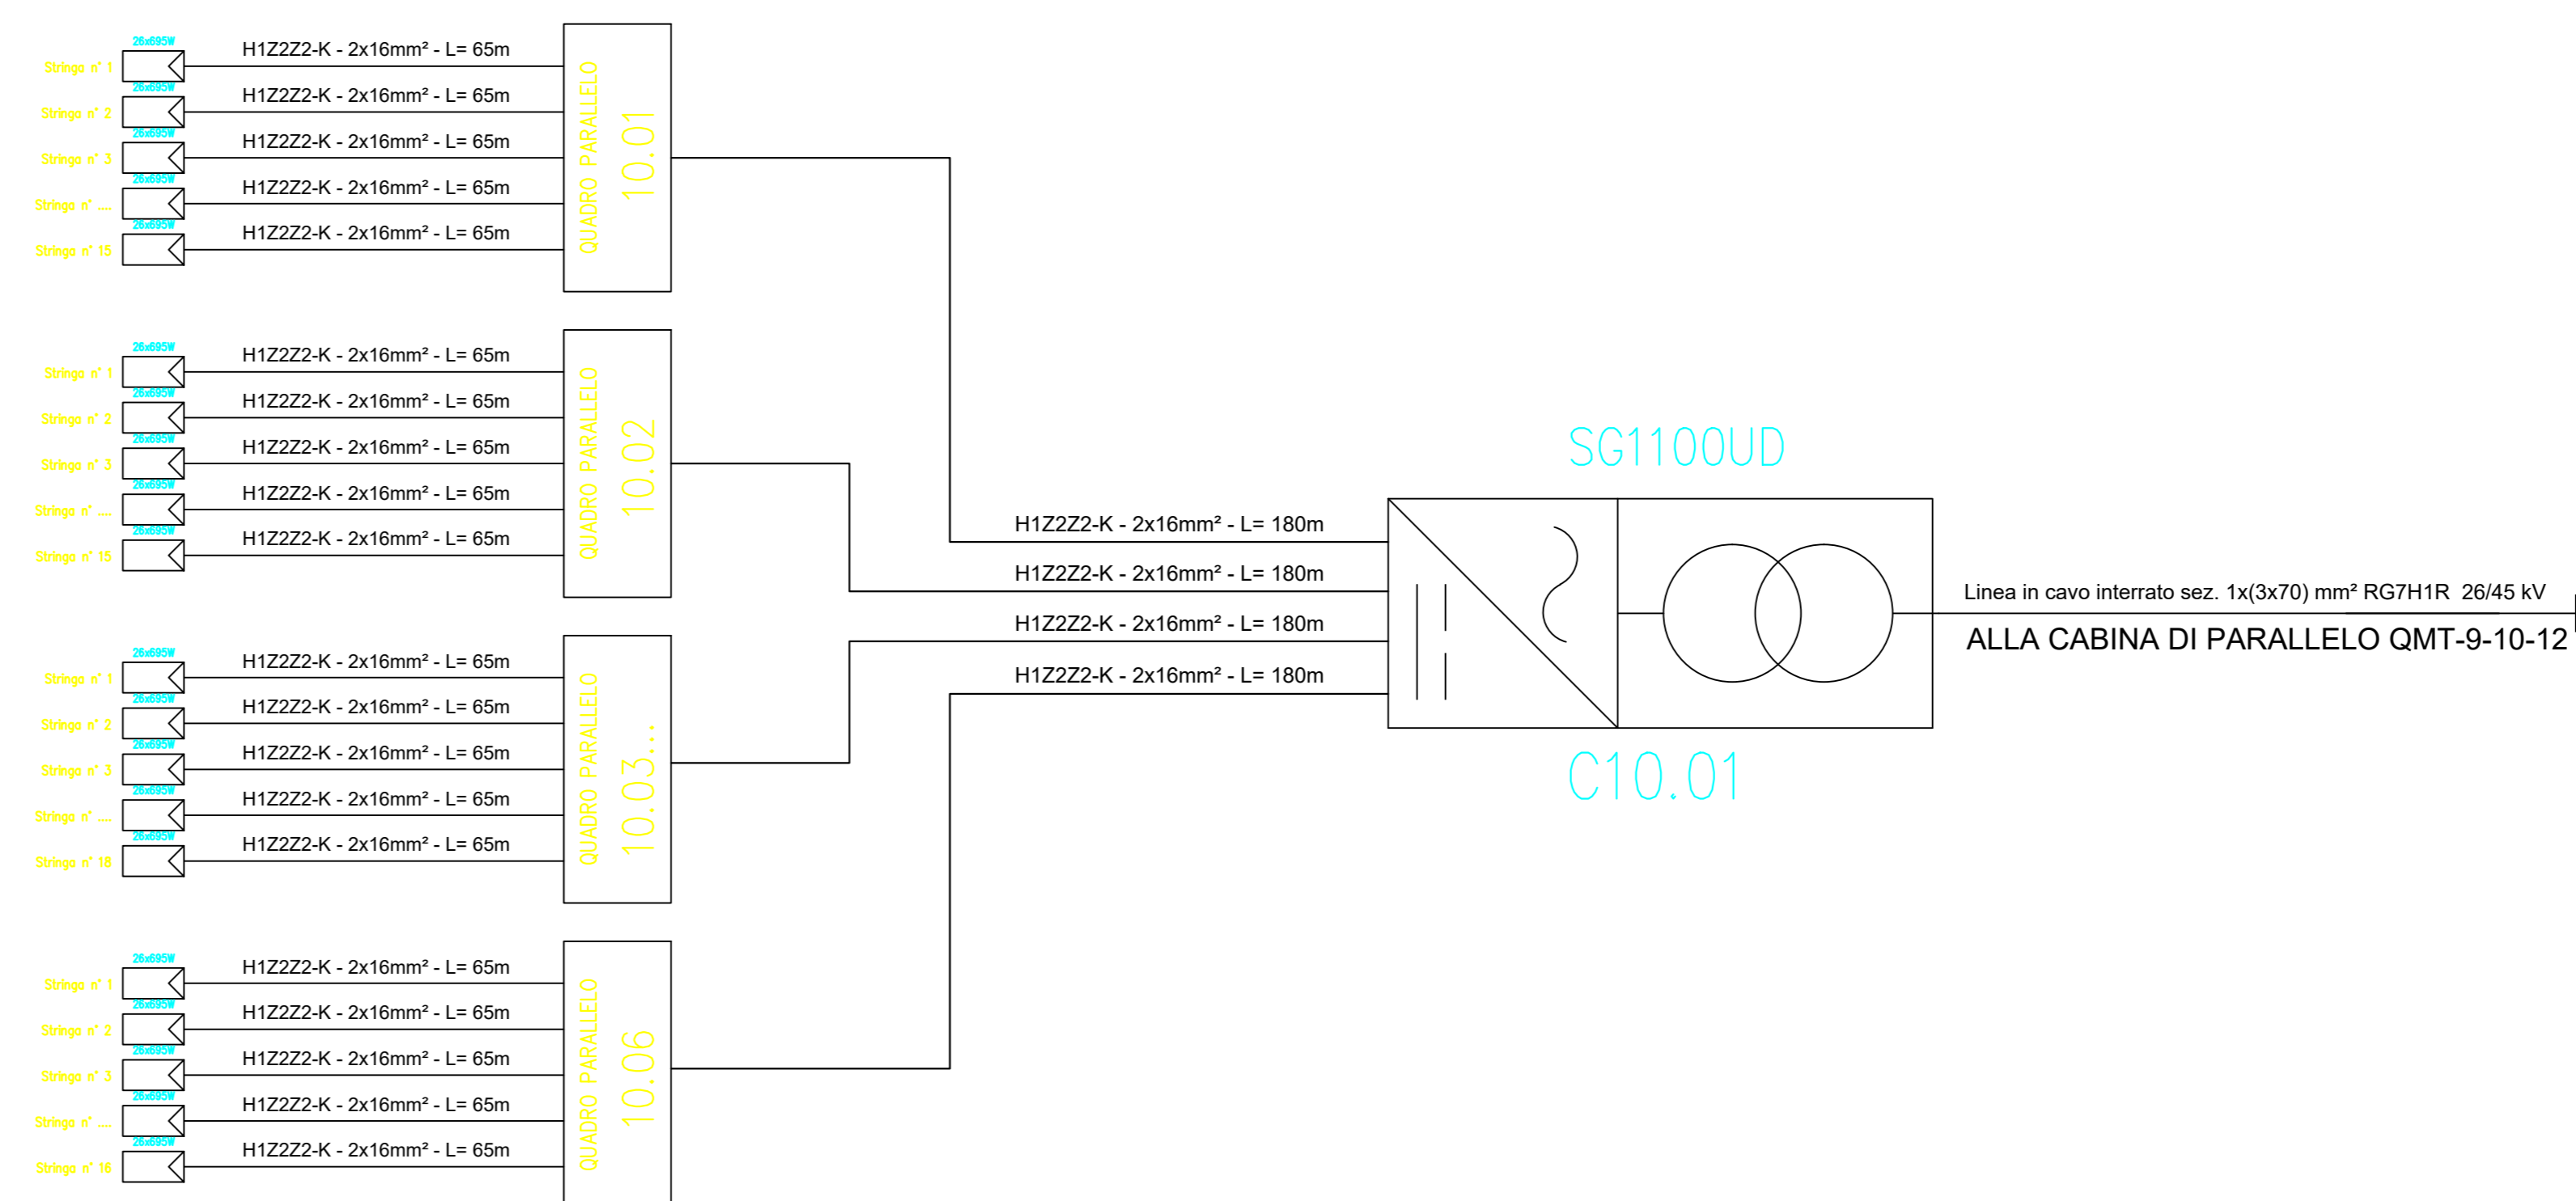 26x695W
Stringa n° 1
H1Z2Z2-K - 2x16mm² - L= 65m
26x695W
Stringa n° 2
H1Z2Z2-K - 2x16mm² - L= 65m
26x695W
Stringa n° 3
H1Z2Z2-K - 2x16mm² - L= 65m
26x695W
Stringa n° ....
H1Z2Z2-K - 2x16mm² - L= 65m
26x695W
Stringa n° 15
H1Z2Z2-K - 2x16mm² - L= 65m
QUADRO PARALLELO
10.01
26x695W
Stringa n° 1
H1Z2Z2-K - 2x16mm² - L= 65m
26x695W
Stringa n° 2
H1Z2Z2-K - 2x16mm² - L= 65m
26x695W
Stringa n° 3
H1Z2Z2-K - 2x16mm² - L= 65m
26x695W
Stringa n° ....
H1Z2Z2-K - 2x16mm² - L= 65m
26x695W
Stringa n° 15
H1Z2Z2-K - 2x16mm² - L= 65m
QUADRO PARALLELO
10.02
26x695W
Stringa n° 1
H1Z2Z2-K - 2x16mm² - L= 65m
26x695W
Stringa n° 2
H1Z2Z2-K - 2x16mm² - L= 65m
26x695W
Stringa n° 3
H1Z2Z2-K - 2x16mm² - L= 65m
26x695W
Stringa n° ....
H1Z2Z2-K - 2x16mm² - L= 65m
26x695W
Stringa n° 18
H1Z2Z2-K - 2x16mm² - L= 65m
QUADRO PARALLELO
10.03...
26x695W
Stringa n° 1
H1Z2Z2-K - 2x16mm² - L= 65m
26x695W
Stringa n° 2
H1Z2Z2-K - 2x16mm² - L= 65m
26x695W
Stringa n° 3
H1Z2Z2-K - 2x16mm² - L= 65m
26x695W
Stringa n° ....
H1Z2Z2-K - 2x16mm² - L= 65m
26x695W
Stringa n° 16
H1Z2Z2-K - 2x16mm² - L= 65m
QUADRO PARALLELO
10.06
H1Z2Z2-K - 2x16mm² - L= 180m
H1Z2Z2-K - 2x16mm² - L= 180m
H1Z2Z2-K - 2x16mm² - L= 180m
H1Z2Z2-K - 2x16mm² - L= 180m
SG1100UD
C10.01
Linea in cavo interrato sez. 1x(3x70) mm² RG7H1R 26/45 kV
ALLA CABINA DI PARALLELO QMT-9-10-12